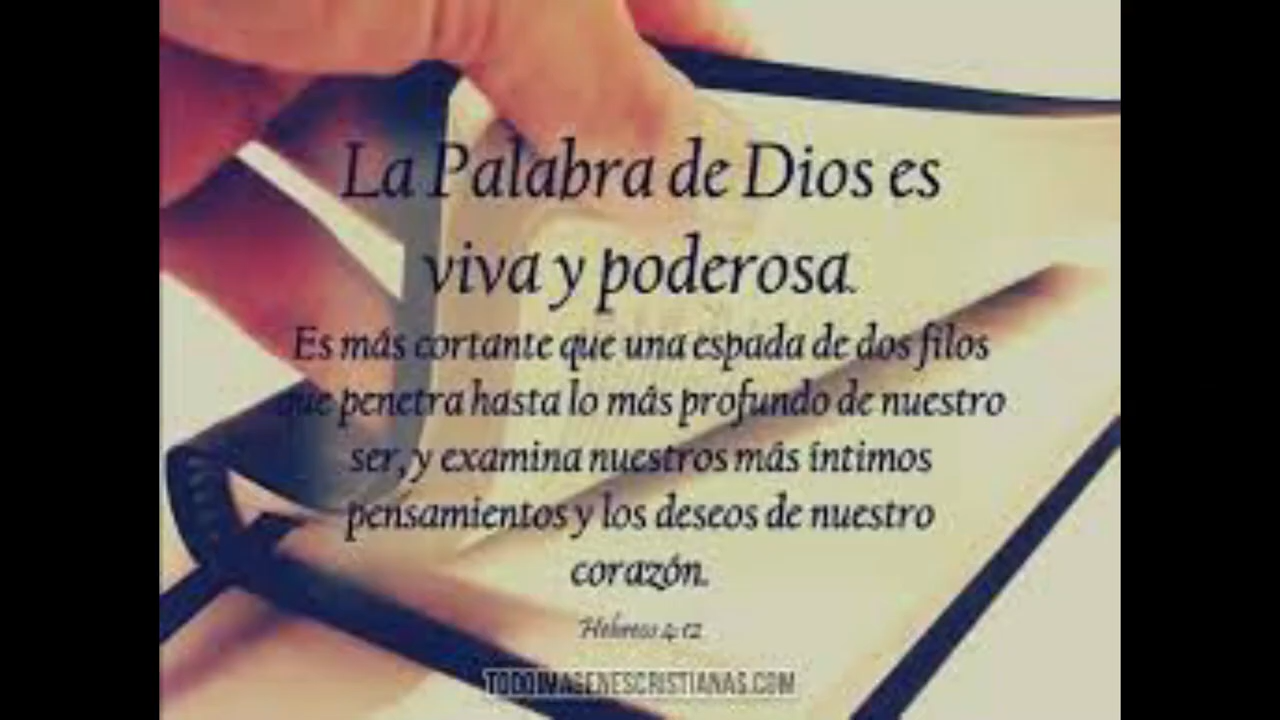 La Palabra de Dios es
viva y poderosa.
Es más cortante que una espada de dos filos
que penetra hasta lo más profundo de nuestro
ser, y examina nuestros más íntimos
pensamientos y los deseos de nuestro
corazón.
Hebreos 4-12
TODOIMAGENESCRISTIANAS.COM